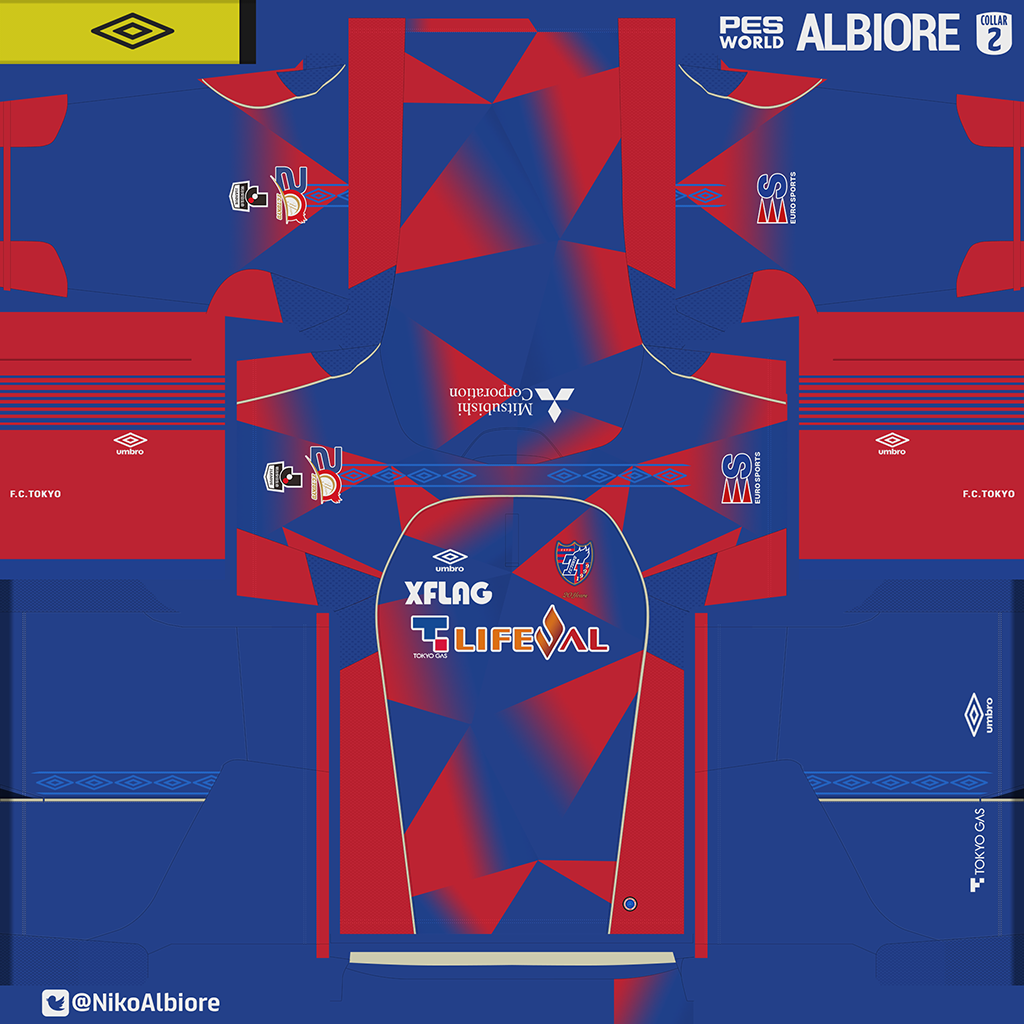 PES
WORLD
ALBIORE
COLLAR
2
EURO SPORTS
Mitsubishi
Corporation
umbro
umbro
F.C.TOKYO
F.C.TOKYO
EURO SPORTS
umbro
XFLAG
LIFEVAL
TOKYO GAS
umbro
TOKYO GAS
@NikoAlbiore